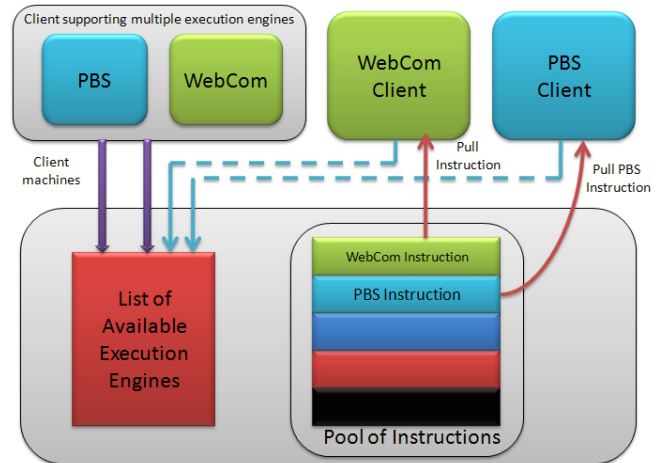 Client supporting multiple execution engines
PBS
WebCom
WebCom
Client
PBS
Client
Client
machines
Pull
Instruction
Pull PBS
Instruction
List of
Available
Execution
Engines
WebCom Instruction
PBS Instruction
Pool of Instructions